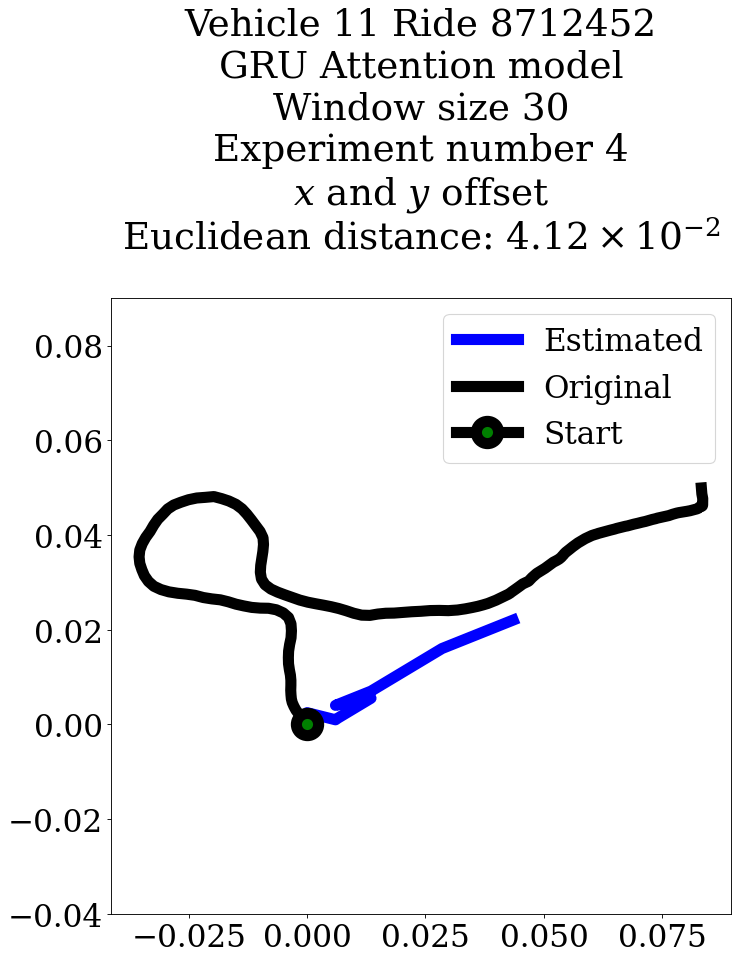 Vehicle 11 Ride 8712452
GRU Attention model
Window size 30
Experiment number 4
x and y offset
Euclidean distance: 4.12 × 10⁻²
Estimated
Original
Start
0.08
0.06
0.04
0.02
0.00
−0.02
−0.04
−0.025 0.000 0.025 0.050 0.075